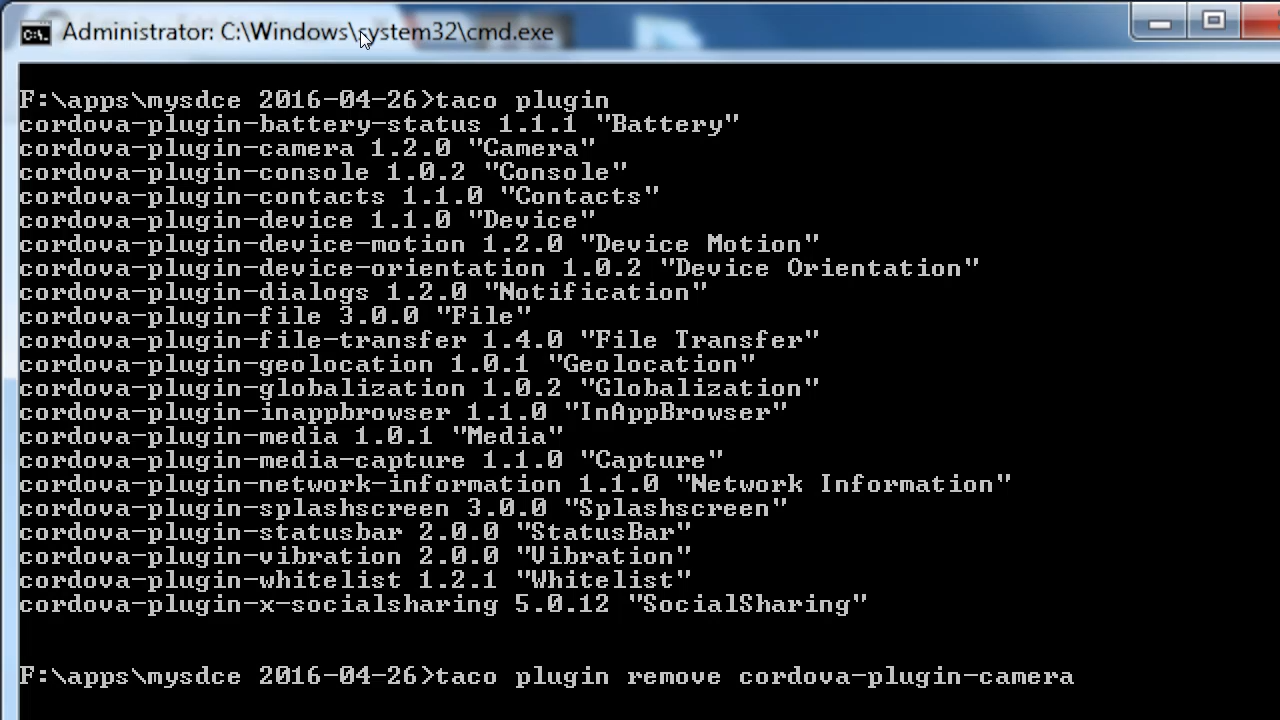 Administrator: C:\Windows\system32\cmd.exe
F:\apps\mysdce 2016-04-26>taco plugin
cordova-plugin-battery-status 1.1.1 "Battery"
cordova-plugin-camera 1.2.0 "Camera"
cordova-plugin-console 1.0.2 "Console"
cordova-plugin-contacts 1.1.0 "Contacts"
cordova-plugin-device 1.1.0 "Device"
cordova-plugin-device-motion 1.2.0 "Device Motion"
cordova-plugin-device-orientation 1.0.2 "Device Orientation"
cordova-plugin-dialogs 1.2.0 "Notification"
cordova-plugin-file 3.0.0 "File"
cordova-plugin-file-transfer 1.4.0 "File Transfer"
cordova-plugin-geolocation 1.0.1 "Geolocation"
cordova-plugin-globalization 1.0.2 "Globalization"
cordova-plugin-inappbrowser 1.1.0 "InAppBrowser"
cordova-plugin-media 1.0.1 "Media"
cordova-plugin-media-capture 1.1.0 "Capture"
cordova-plugin-network-information 1.1.0 "Network Information"
cordova-plugin-splashscreen 3.0.0 "Splashscreen"
cordova-plugin-statusbar 2.0.0 "StatusBar"
cordova-plugin-vibration 2.0.0 "Vibration"
cordova-plugin-whitelist 1.2.1 "Whitelist"
cordova-plugin-x-socialsharing 5.0.12 "SocialSharing"
F:\apps\mysdce 2016-04-26>taco plugin remove cordova-plugin-camera